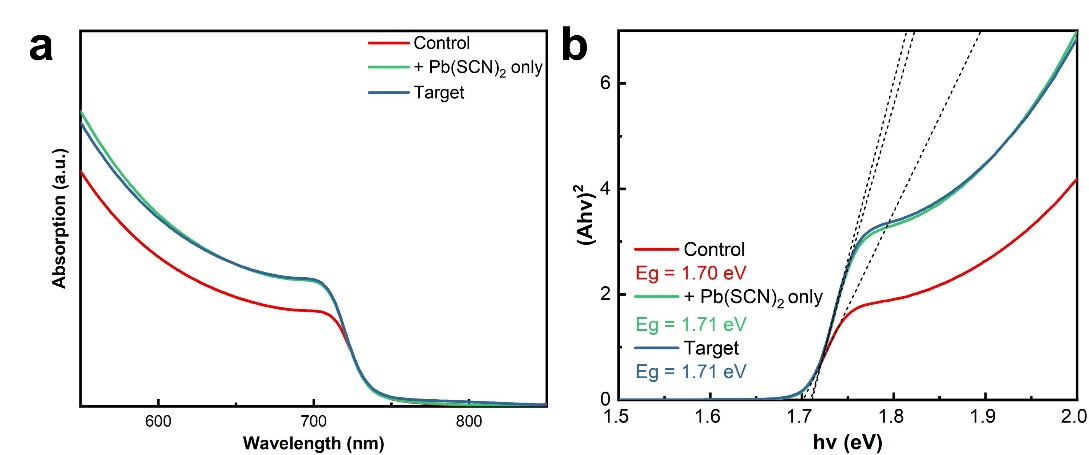 a
Control
+ Pb(SCN)₂ only
Target
Absorption (a.u.)
600
700
800
Wavelength (nm)
b
6
4
2
0
(Ahv)²
Control
Eg = 1.70 eV
+ Pb(SCN)₂ only
Eg = 1.71 eV
Target
Eg = 1.71 eV
1.5
1.6
1.7
1.8
1.9
2.0
hv (eV)